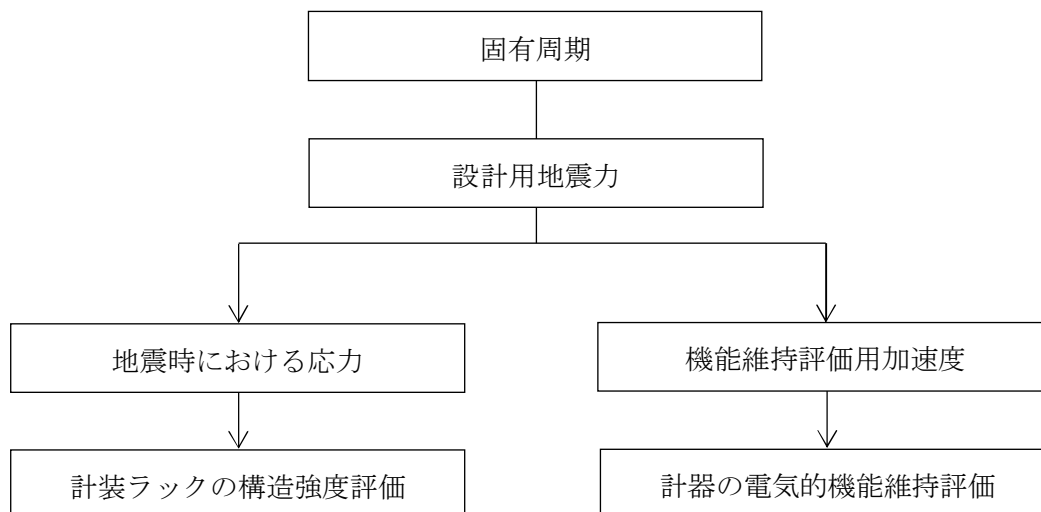 固有周期
設計用地震力
地震時における応力
機能維持評価用加速度
計装ラックの構造強度評価
計器の電気的機能維持評価